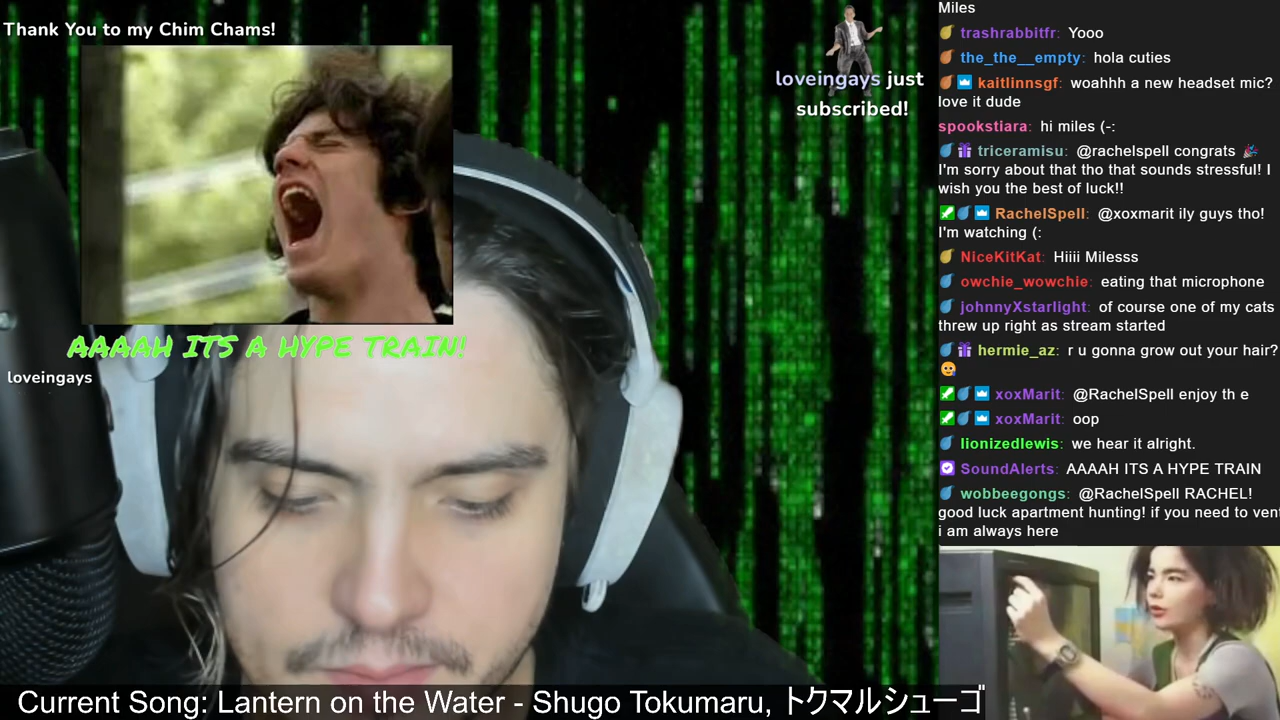 Thank You to my Chim Chams!
AAAAH ITS A HYPE TRAIN!
loveingays
loveingays just
subscribed!
Miles
trashrabbitfr: Yooo
the_the__empty: hola cuties
kaitlinnsgf: woahhh a new headset mic?
love it dude
spookstiara: hi miles (-:
triceramisu: @rachelspell congrats 🎉
I'm sorry about that tho that sounds stressful! I
wish you the best of luck!!
RachelSpell: @xoxmarit ily guys tho!
I'm watching (:
NiceKitKat: Hiiii Milesss
owchie_wowchie: eating that microphone
johnnyXstarlight: of course one of my cats
threw up right as stream started
hermie_az: r u gonna grow out your hair?
🥲
xoxMarit: @RachelSpell enjoy th e
xoxMarit: oop
lionizedlewis: we hear it alright.
SoundAlerts: AAAAH ITS A HYPE TRAIN
wobbeegongs: @RachelSpell RACHEL!
good luck apartment hunting! if you need to vent
i am always here
Current Song: Lantern on the Water - Shugo Tokumaru, トクマルシューゴ